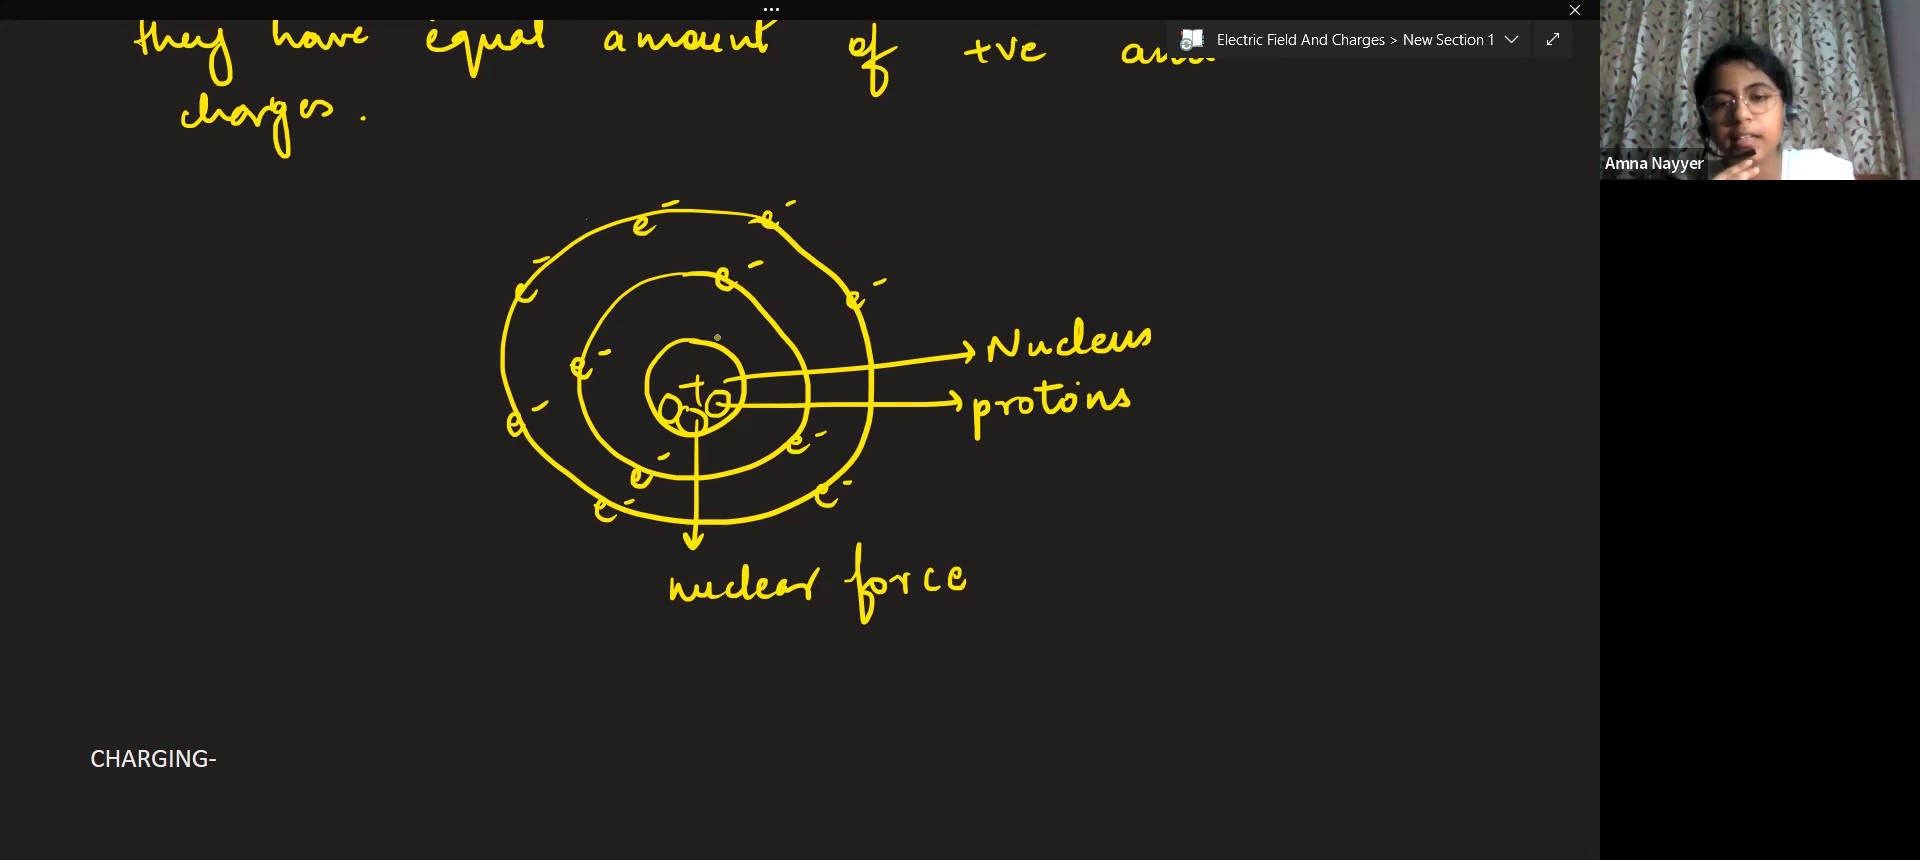 Electric Field And Charges > New Section 1
they have equal amount of +ve and
charges.
Amna Nayyer
e⁻ e⁻
e⁻ e⁻ e⁻
e⁻ + Nucleus
e⁻ protons
e⁻ e⁻
e⁻ e⁻
nuclear force
CHARGING-